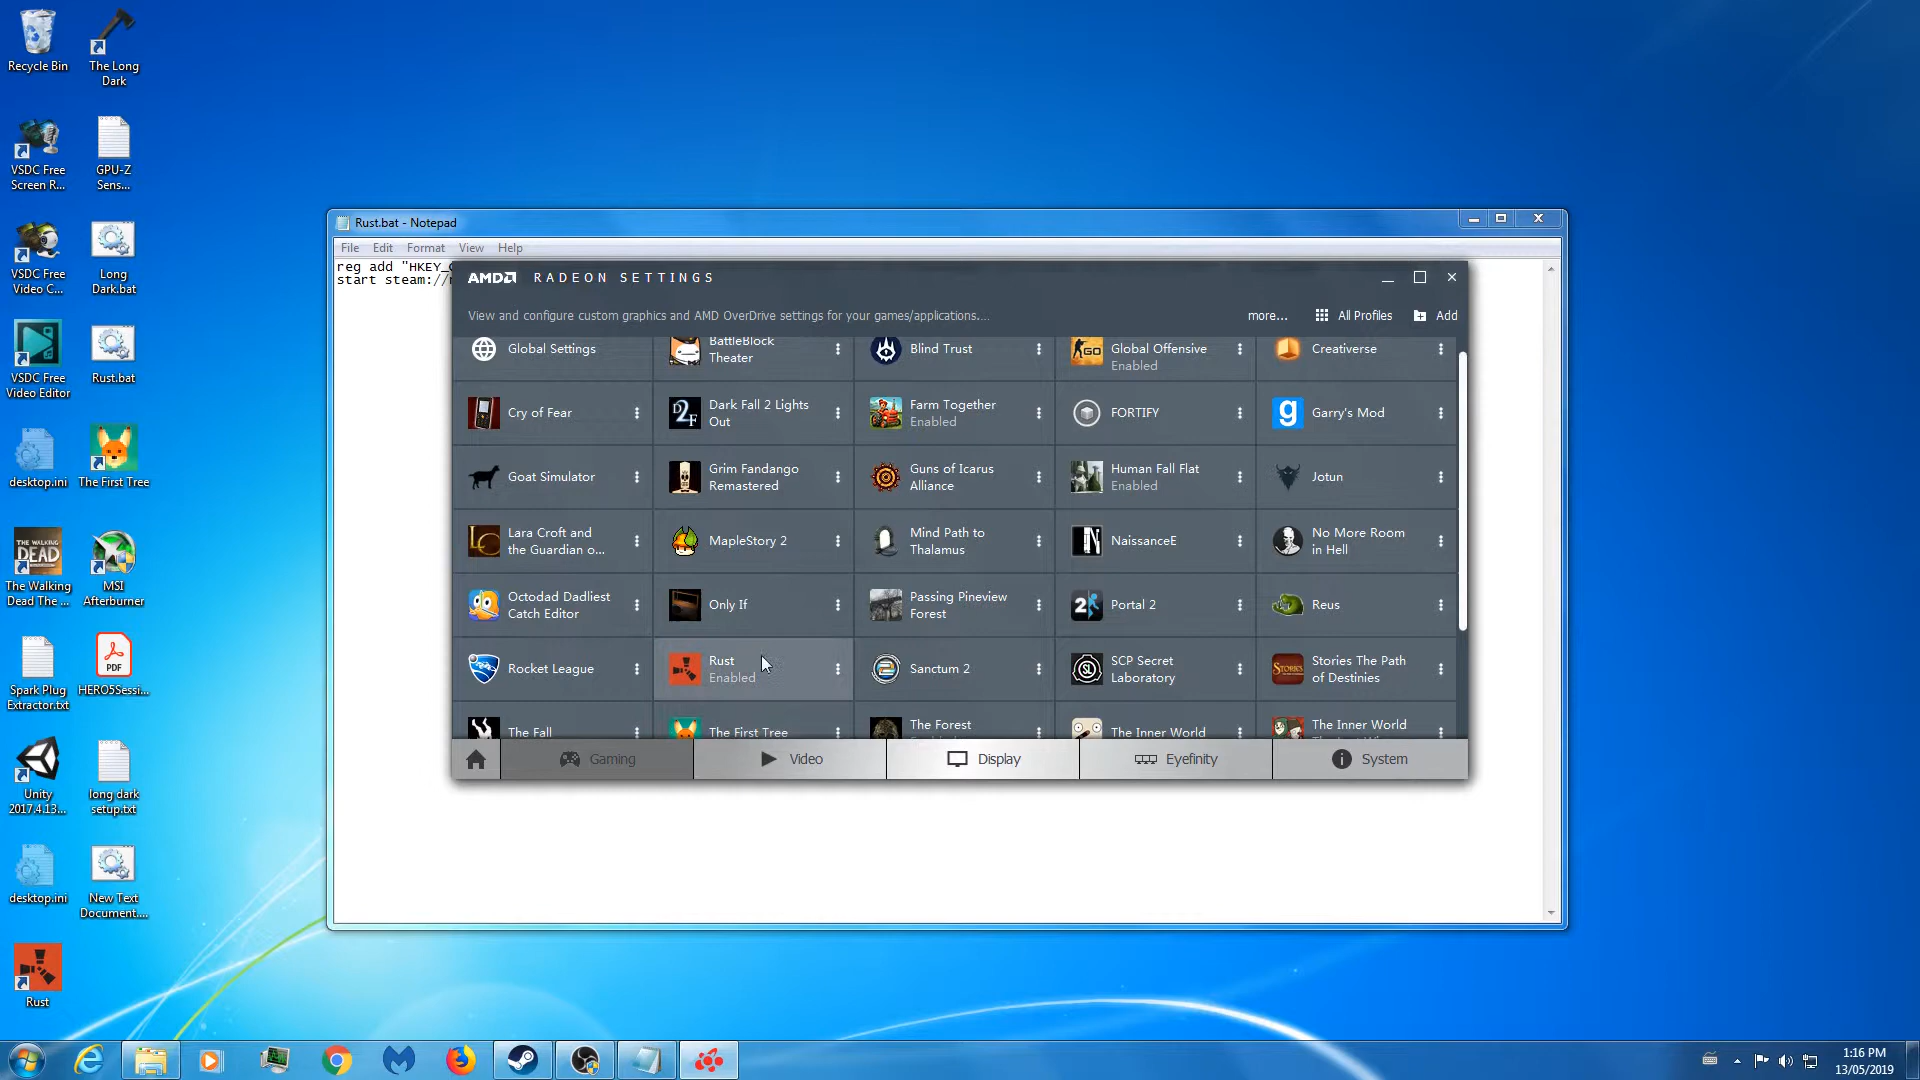 Recycle Bin
The Long
Dark
VSDC Free
Screen R...
GPU-Z
Sens...
VSDC Free
Video C...
Long
Dark.bat
VSDC Free
Video Editor
Rust.bat
desktop.ini
The First Tree
The Walking
Dead The ...
MSI
Afterburner
Spark Plug
Extractor.txt
HERO5Sessi...
Unity
2017.4.13...
long dark
setup.txt
desktop.ini
New Text
Document....
Rust
Rust.bat - Notepad
File Edit Format View Help
reg add "HKEY_
start steam://
AMD RADEON SETTINGS
View and configure custom graphics and AMD OverDrive settings for your games/applications....
more... All Profiles Add
Global Settings
BattleBlock
Theater
Blind Trust
Global Offensive
Enabled
Creativerse
Cry of Fear
Dark Fall 2 Lights
Out
Farm Together
Enabled
FORTIFY
Garry's Mod
Goat Simulator
Grim Fandango
Remastered
Guns of Icarus
Alliance
Human Fall Flat
Enabled
Jotun
Lara Croft and
the Guardian o...
MapleStory 2
Mind Path to
Thalamus
NaissanceE
No More Room
in Hell
Octodad Dadliest
Catch Editor
Only If
Passing Pineview
Forest
Portal 2
Reus
Rocket League
Rust
Enabled
Sanctum 2
SCP Secret
Laboratory
Stories The Path
of Destinies
The Fall
The First Tree
The Forest
The Inner World
The Inner World
Gaming Video Display Eyefinity System
1:16 PM
13/05/2019